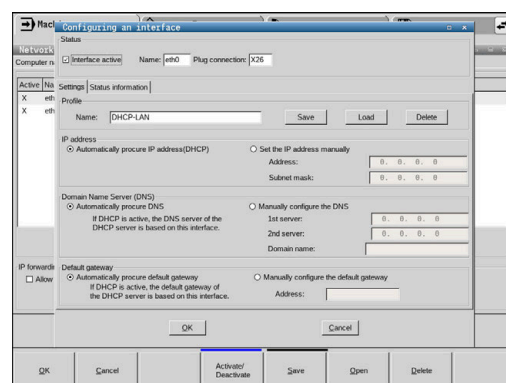 Configuring an interface
Status
Interface active Name: eth0 Plug connection: X26
Network
Computer
Active
X eth
X eth
Settings Status information
Profile
Name: DHCP-LAN Save Load Delete
IP address
Automatically procure IP address(DHCP) Set the IP address manually
Address: 0. 0. 0. 0
Subnet mask: 0. 0. 0. 0
Domain Name Server (DNS)
Automatically procure DNS Manually configure the DNS
If DHCP is active, the DNS server of the
DHCP server is based on this interface.
1st server: 0. 0. 0. 0
2nd server: 0. 0. 0. 0
Domain name:
IP forwardi
Allow
Default gateway
Automatically procure default gateway Manually configure the default gateway
If DHCP is active, the default gateway of
the DHCP server is based on this interface.
Address:
OK Cancel
OK Cancel Activate/
Deactivate Save Open Delete